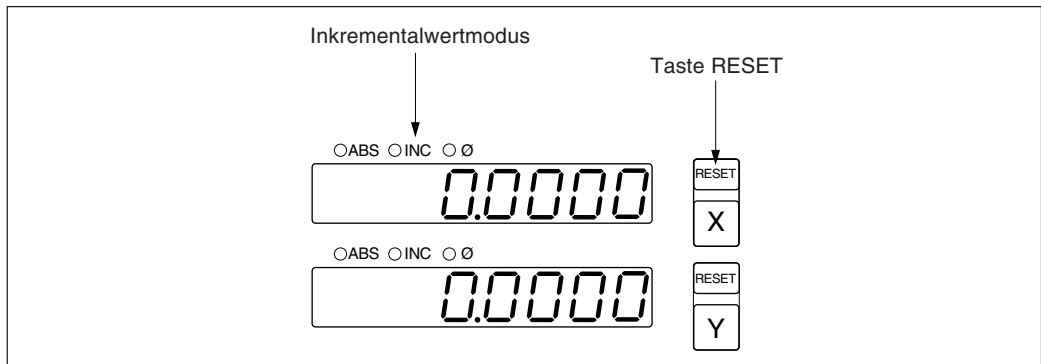 Inkrementalwertmodus
Taste RESET
○ABS ○INC ○ Ø
0.0000
RESET
X
○ABS ○INC ○ Ø
0.0000
RESET
Y